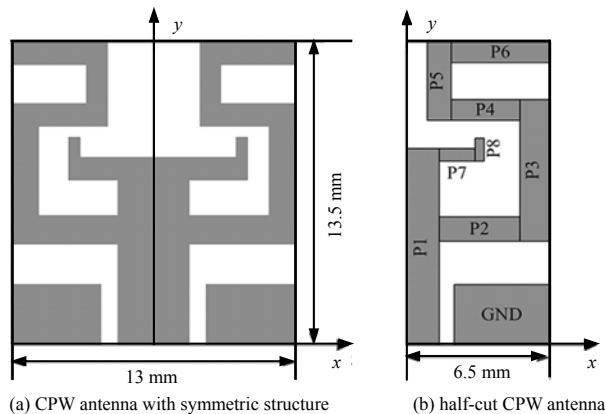 y
13.5 mm
x
13 mm
(a) CPW antenna with symmetric structure
y
P6
P5
P4
P3
P8
P7
P1
P2
GND
x
6.5 mm
(b) half-cut CPW antenna